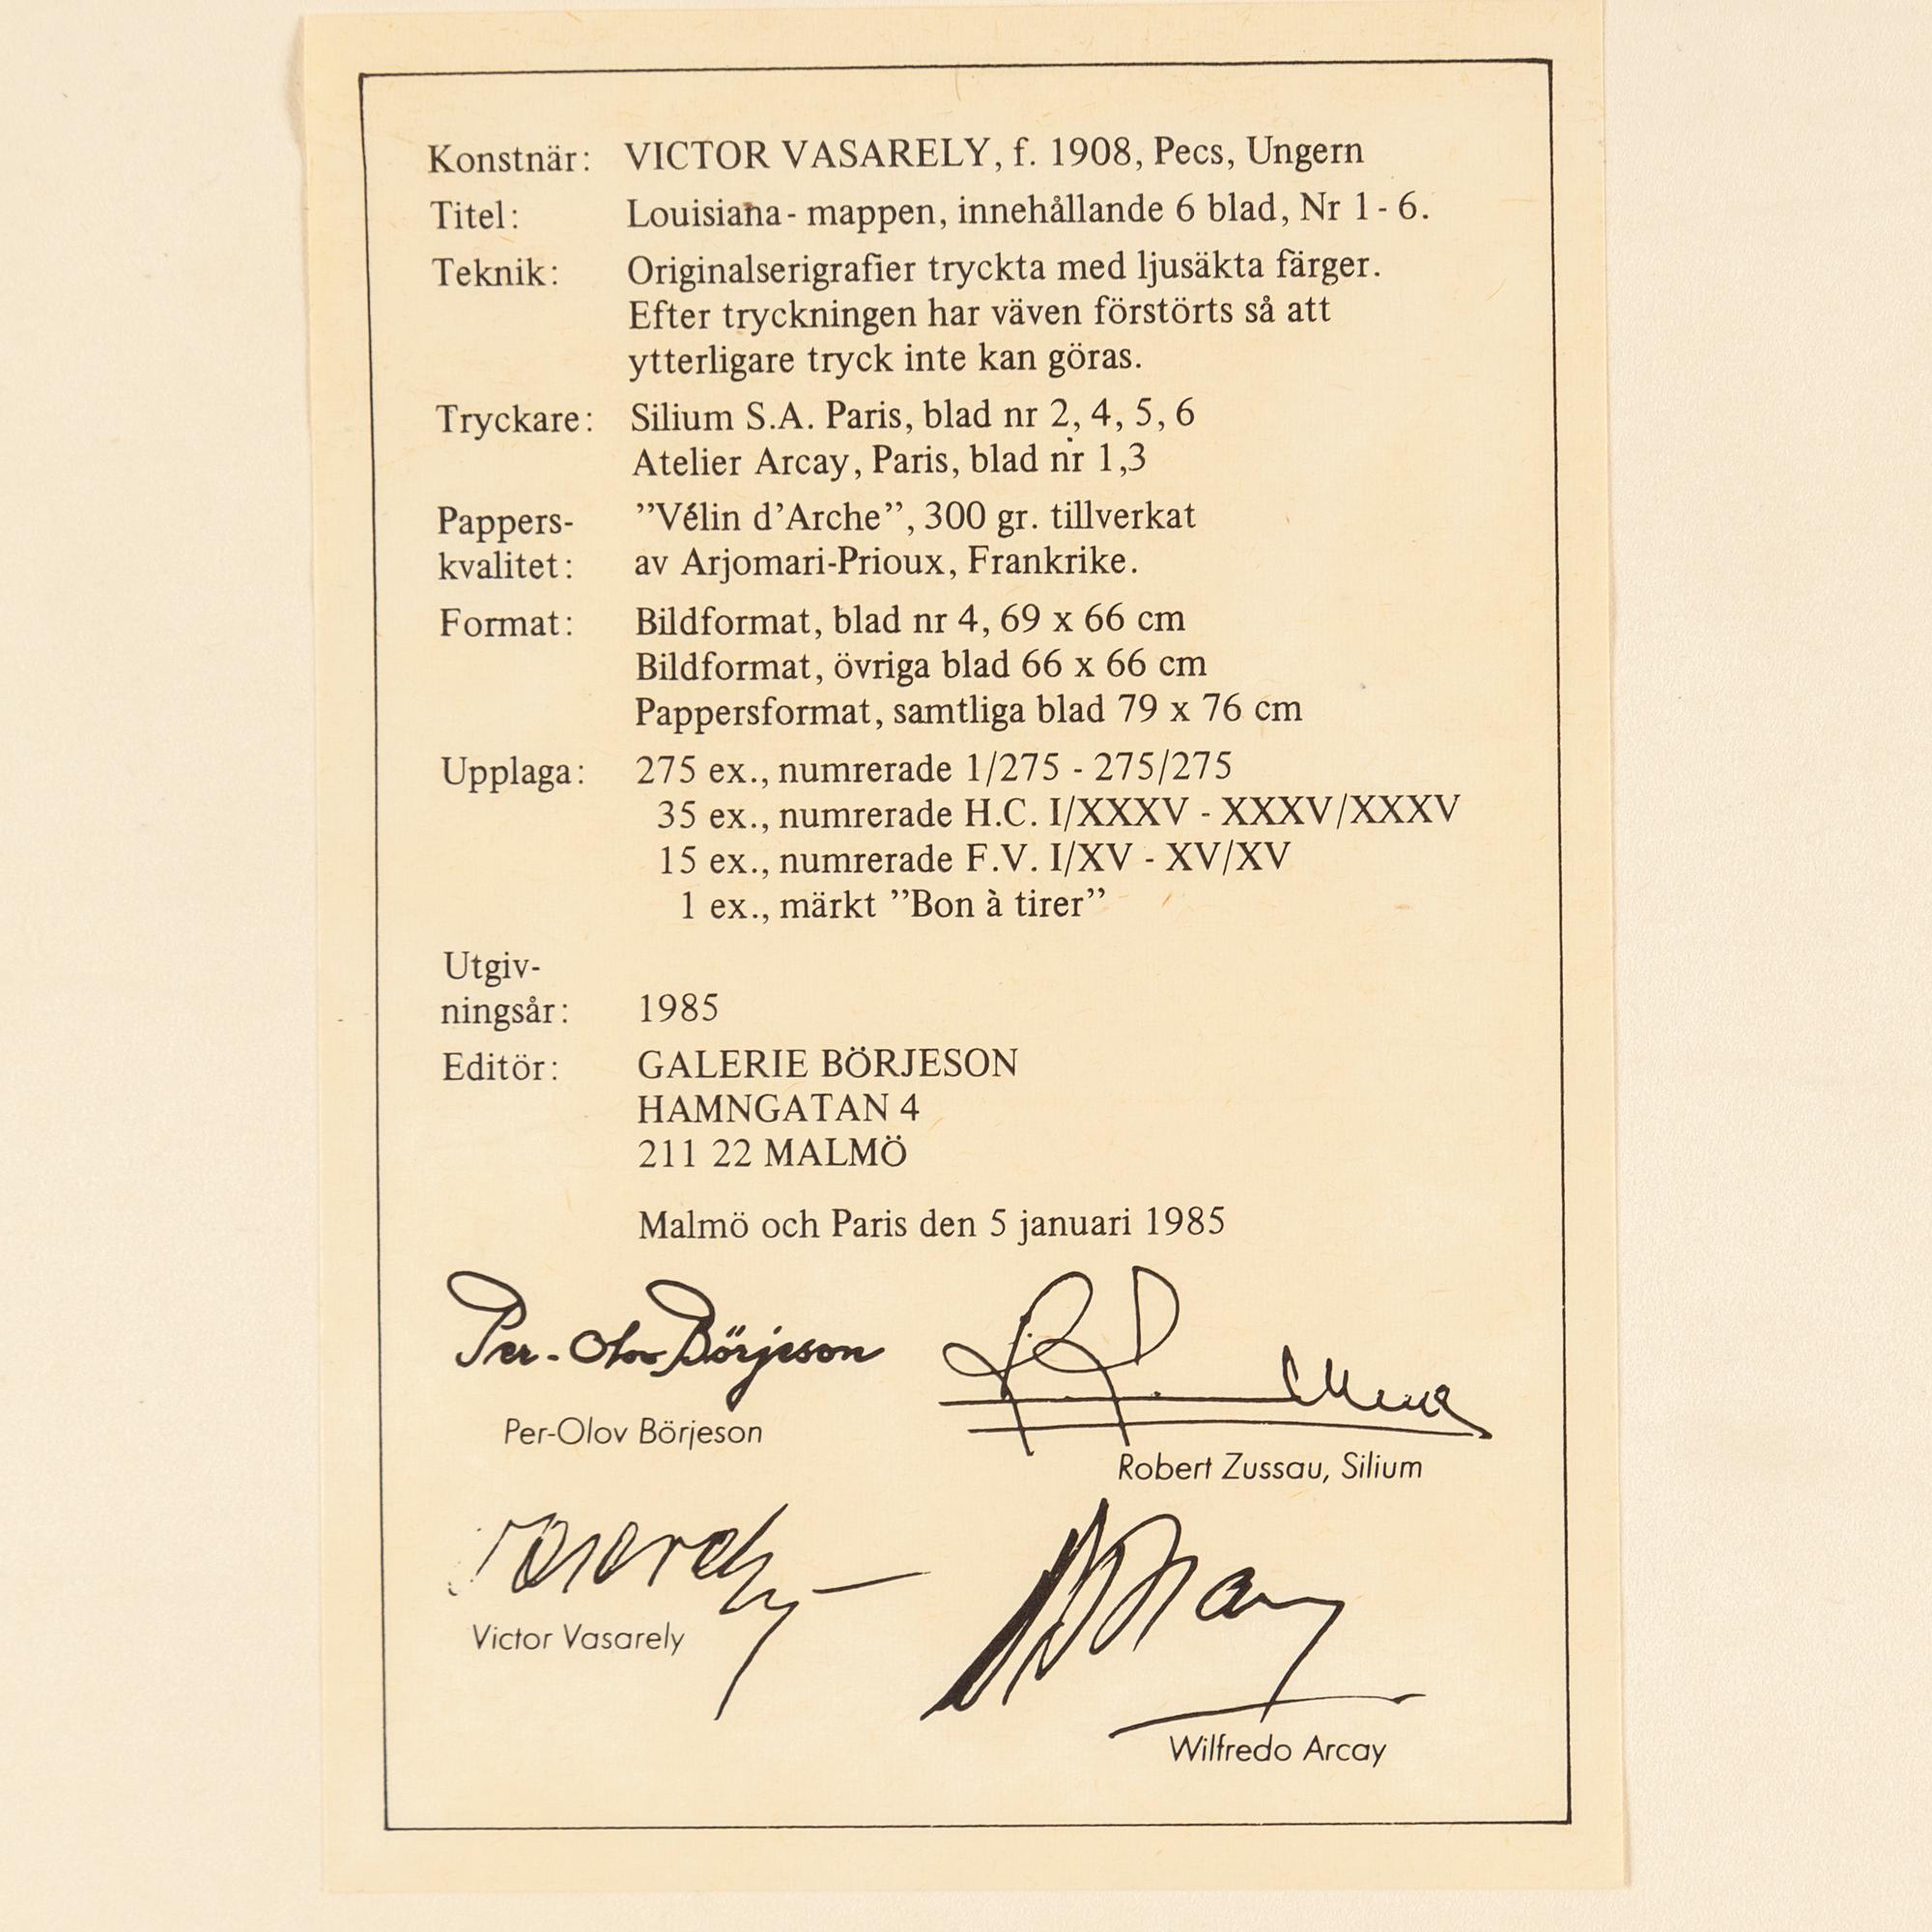 Konstnär: VICTOR VASARELY, f. 1908, Pecs, Ungern
Titel: Louisiana - mappen, innehållande 6 blad, Nr 1 - 6.
Teknik: Originalserigrafier tryckta med ljusäkta färger.
Efter tryckningen har väven förstörts så att
ytterligare tryck inte kan göras.
Tryckare: Silium S.A. Paris, blad nr 2, 4, 5, 6
Atelier Arcay, Paris, blad nr 1,3
Pappers- ”Vélin d’Arche”, 300 gr. tillverkat
kvalitet: av Arjomari-Prioux, Frankrike.
Format: Bildformat, blad nr 4, 69 x 66 cm
Bildformat, övriga blad 66 x 66 cm
Pappersformat, samtliga blad 79 x 76 cm
Upplaga: 275 ex., numrerade 1/275 - 275/275
35 ex., numrerade H.C. I/XXXV - XXXV/XXXV
15 ex., numrerade F.V. I/XV - XV/XV
1 ex., märkt ”Bon à tirer”
Utgiv-
ningsår: 1985
Editör: GALERIE BÖRJESON
HAMNGATAN 4
211 22 MALMÖ
Malmö och Paris den 5 januari 1985
Per-Olov Börjeson
Per-Olov Börjeson
Robert Zussau, Silium
Vasarely
Victor Vasarely
Wilfredo Arcay